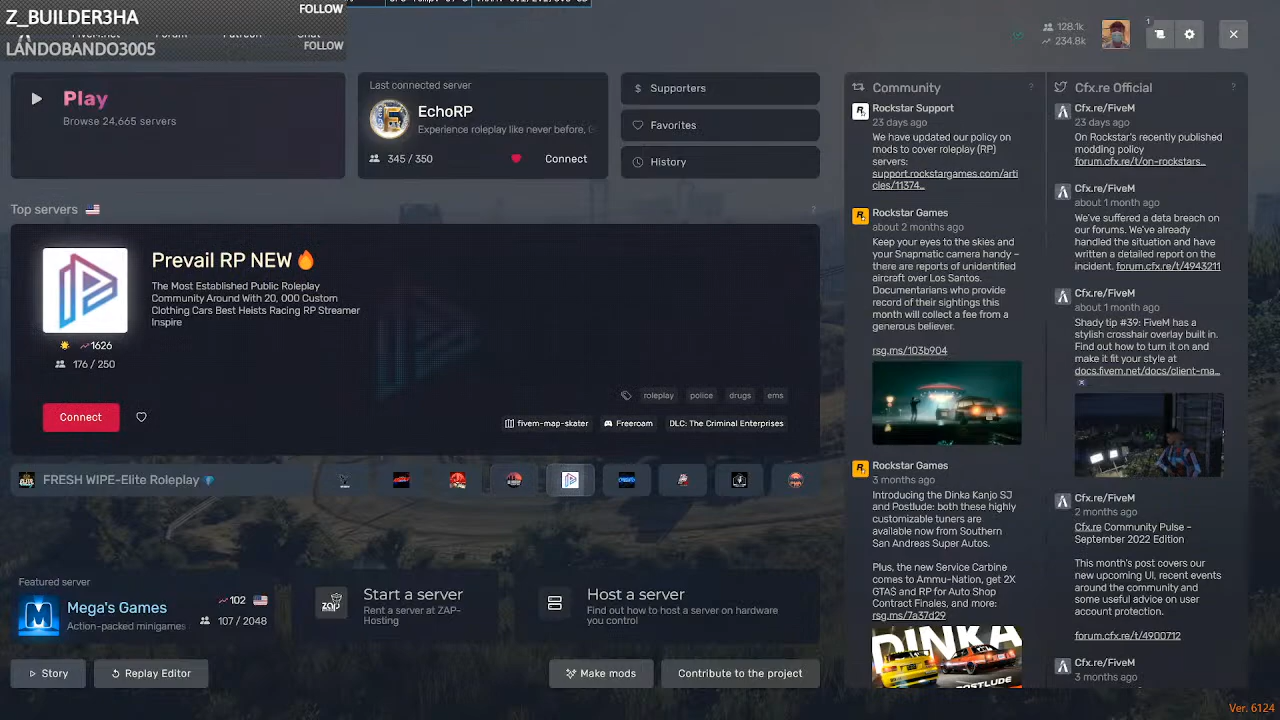 Z_BUILDER3HA
FOLLOW
LANDOBANDO3005
FOLLOW
128.1k
234.8k
1
Play
Browse 24,665 servers
Last connected server
EchoRP
Experience roleplay like never before,
345 / 350
Connect
Supporters
Favorites
History
Top servers
?
Prevail RP NEW 🔥
The Most Established Public Roleplay
Community Around With 20, 000 Custom
Clothing Cars Best Heists Racing RP Streamer
Inspire
1626
176 / 250
Connect
roleplay
police
drugs
ems
fivem-map-skater
Freeroam
DLC: The Criminal Enterprises
FRESH WIPE-Elite Roleplay
Featured server
Mega's Games
Action-packed minigames
102
107 / 2048
ZAP
Start a server
Rent a server at ZAP-
Hosting
Host a server
Find out how to host a server on hardware
you control
Story
Replay Editor
Make mods
Contribute to the project
Community
?
Rockstar Support
23 days ago
We have updated our policy on
mods to cover roleplay (RP)
servers:
support.rockstargames.com/arti
cles/11374…
Rockstar Games
about 2 months ago
Keep your eyes to the skies and
your Snapmatic camera handy –
there are reports of unidentified
aircraft over Los Santos.
Documentarians who provide
record of their sightings this
month will collect a fee from a
generous believer.
rsg.ms/103b904
Rockstar Games
3 months ago
Introducing the Dinka Kanjo SJ
and Postlude: both these highly
customizable tuners are
available now from Southern
San Andreas Super Autos.
Plus, the new Service Carbine
comes to Ammu-Nation, get 2X
GTA$ and RP for Auto Shop
Contract Finales, and more:
rsg.ms/7a37d29
DINKA
POSTLUDE
Cfx.re Official
?
Cfx.re/FiveM
23 days ago
On Rockstar's recently published
modding policy
forum.cfx.re/t/on-rockstars…
Cfx.re/FiveM
about 1 month ago
We've suffered a data breach on
our forums. We've already
handled the situation and have
written a detailed report on the
incident. forum.cfx.re/t/4943211
Cfx.re/FiveM
about 1 month ago
Shady tip #39: FiveM has a
stylish crosshair overlay built in.
Find out how to turn it on and
make it fit your style at
docs.fivem.net/docs/client-ma…
Cfx.re/FiveM
2 months ago
Cfx.re Community Pulse –
September 2022 Edition
This month's post covers our
new upcoming UI, recent events
around the community and
some useful advice on user
account protection.
forum.cfx.re/t/4900712
Cfx.re/FiveM
3 months ago
Ver. 6124